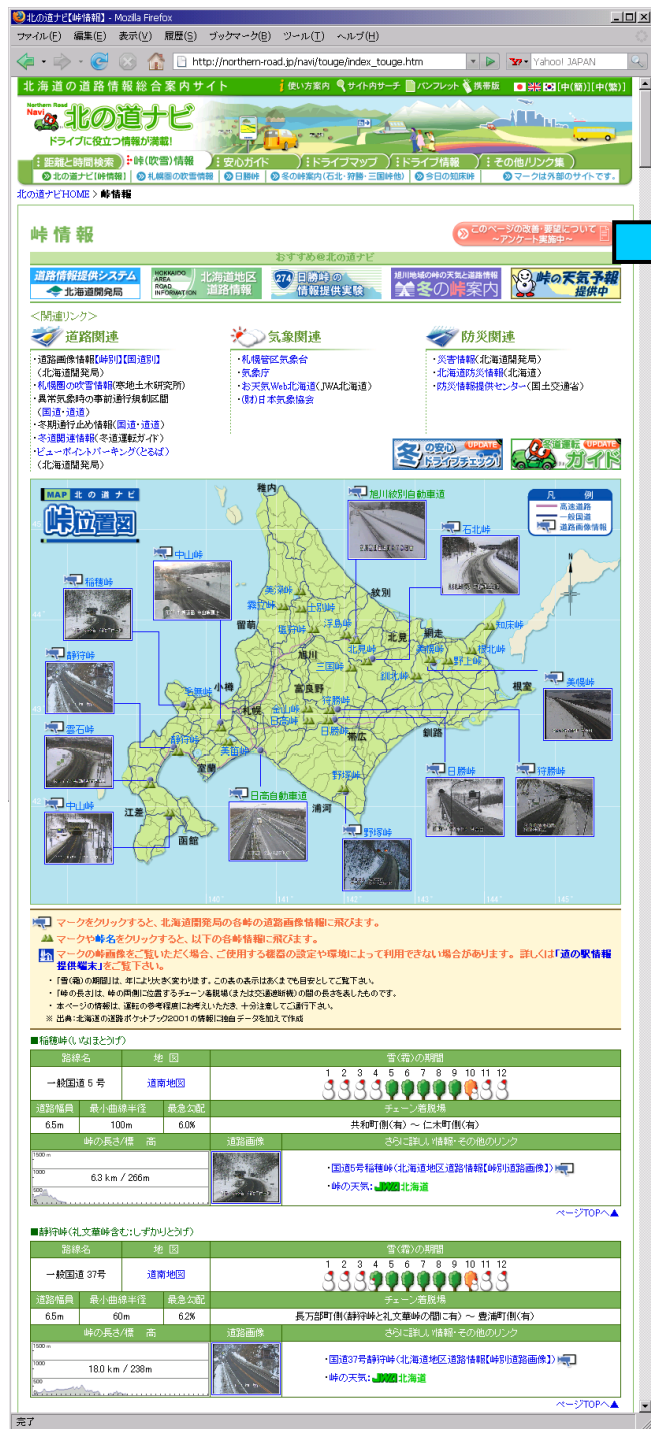 北の道ナビ【峠情報】 - Mozilla Firefox
ファイル(F) 編集(E) 表示(V) 履歴(S) ブックマーク(B) ツール(T) ヘルプ(H)
http://northern-road.jp/navi/touge/index_touge.htm
Yahoo! JAPAN
北海道の道路情報総合案内サイト
使い方案内 サイト内サーチ パンフレット 携帯版 [中(簡)][中(繁)]
Northern Road Navi
北の道ナビ
ドライブに役立つ情報が満載!
距離と時間検索 峠(吹雪)情報 安心ガイド ドライブマップ ドライブ情報 その他リンク集
北の道ナビ[峠情報] 札幌圏の吹雪情報 日勝峠 冬の峠案内(石北・狩勝・三国峠他) 今日の知床峠 マークは外部のサイトです。
北の道ナビHOME > 峠情報
峠情報
このページの改善・要望について
~アンケート実施中~
おすすめ@北の道ナビ
道路情報提供システム
北海道開発局
HOKKAIDO AREA ROAD INFORMATION
北海道地区
道路情報
274 日勝峠の
情報提供実験
旭川地域の峠の天気と道路情報
冬の峠案内
峠の天気予報
提供中
<関連リンク>
道路関連
・道路画像情報【峠別】【国道別】
(北海道開発局)
・札幌圏の吹雪情報(寒地土木研究所)
・異常気象時の事前通行規制区間
(国道・道道)
・冬期通行止め情報(国道・道道)
・冬道関連情報(冬道運転ガイド)
・ビューポイントパーキング(とるぱ)
(北海道開発局)
気象関連
・札幌管区気象台
・気象庁
・お天気Web北海道(JWA北海道)
・(財)日本気象協会
防災関連
・災害情報(北海道開発局)
・北海道防災情報(北海道)
・防災情報提供センター(国土交通省)
冬の安心 UPDATE
ドライブチェック!
冬道運転 UPDATE
ガイド
MAP 北の道ナビ
峠位置図
凡 例
高速道路
一般国道
道路画像情報
N
稚内
旭川紋別自動車道
石北峠
中山峠
稲穂峠
美深峠
霧立峠
士別峠
紋別
留萌
塩狩峠
浮島峠
北見
網走
知床峠
静狩峠
旭川
北見峠
美幌峠
根北峠
三国峠
野上峠
釧北峠
毛無峠
小樽
富良野
根室
美幌峠
札幌
狩勝峠
金山峠
日高峠
日勝峠
帯広
釧路
雲石峠
静狩峠
美笛峠
室蘭
野塚峠
日勝峠
狩勝峠
中山峠
江差
日高自動車道
浦河
函館
野塚峠
44°
43°
42°
140°
141°
142°
143°
144°
145°
マークをクリックすると、北海道開発局の各峠の道路画像情報に飛びます。
マークや峠名をクリックすると、以下の各峠情報に飛びます。
マークの峠画像をご覧いただく場合、ご使用する機器の設定や環境によって利用できない場合があります。詳しくは「道の駅情報
提供端末」をご覧下さい。
・「雪(霜)の期間」は、年により大きく変わります。この表の表示はあくまでも目安としてご覧下さい。
・「峠の長さ」は、峠の両側に位置するチェーン着脱場(または交通遮断機)の間の長さを表したものです。
・本ページの情報は、運転の参考程度にお考えいただき、十分注意してご通行下さい。
※ 出典:北海道の道路ポケットブック2001の情報に独自データを加えて作成
■稲穂峠(いなほとうげ)
路線名 地 図 雪(霜)の期間
一般国道 5 号 道南地図 1 2 3 4 5 6 7 8 9 10 11 12
道路幅員 最小曲線半径 最急勾配 チェーン着脱場
6.5m 100m 6.0% 共和町側(有) ~ 仁木町側(有)
峠の長さ/標 高 道路画像 さらに詳しい情報・その他のリンク
1500 m
1000
500
6.3 km / 266m
・国道5号稲穂峠(北海道地区道路情報【峠別道路画像】)
・峠の天気: JWA北海道
ページTOPへ▲
■静狩峠(礼文華峠含む:しずかりとうげ)
路線名 地 図 雪(霜)の期間
一般国道 37号 道南地図 1 2 3 4 5 6 7 8 9 10 11 12
道路幅員 最小曲線半径 最急勾配 チェーン着脱場
6.5m 60m 6.2% 長万部町側(静狩峠と礼文華峠の間に有) ~ 豊浦町側(有)
峠の長さ/標 高 道路画像 さらに詳しい情報・その他のリンク
1500 m
1000
500
18.0 km / 238m
・国道37号静狩峠(北海道地区道路情報【峠別道路画像】)
・峠の天気: JWA北海道
ページTOPへ▲
完了